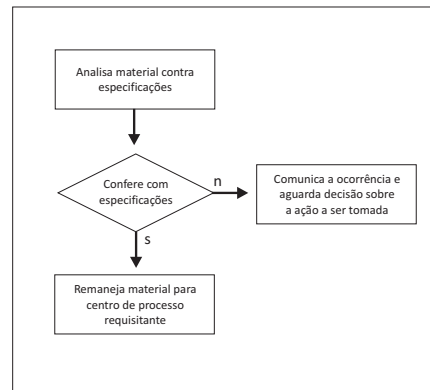 Analisa material contra
especificações
Confere com
especificações
n
Comunica a ocorrência e
aguarda decisão sobre
a ação a ser tomada
s
Remaneja material para
centro de processo
requisitante